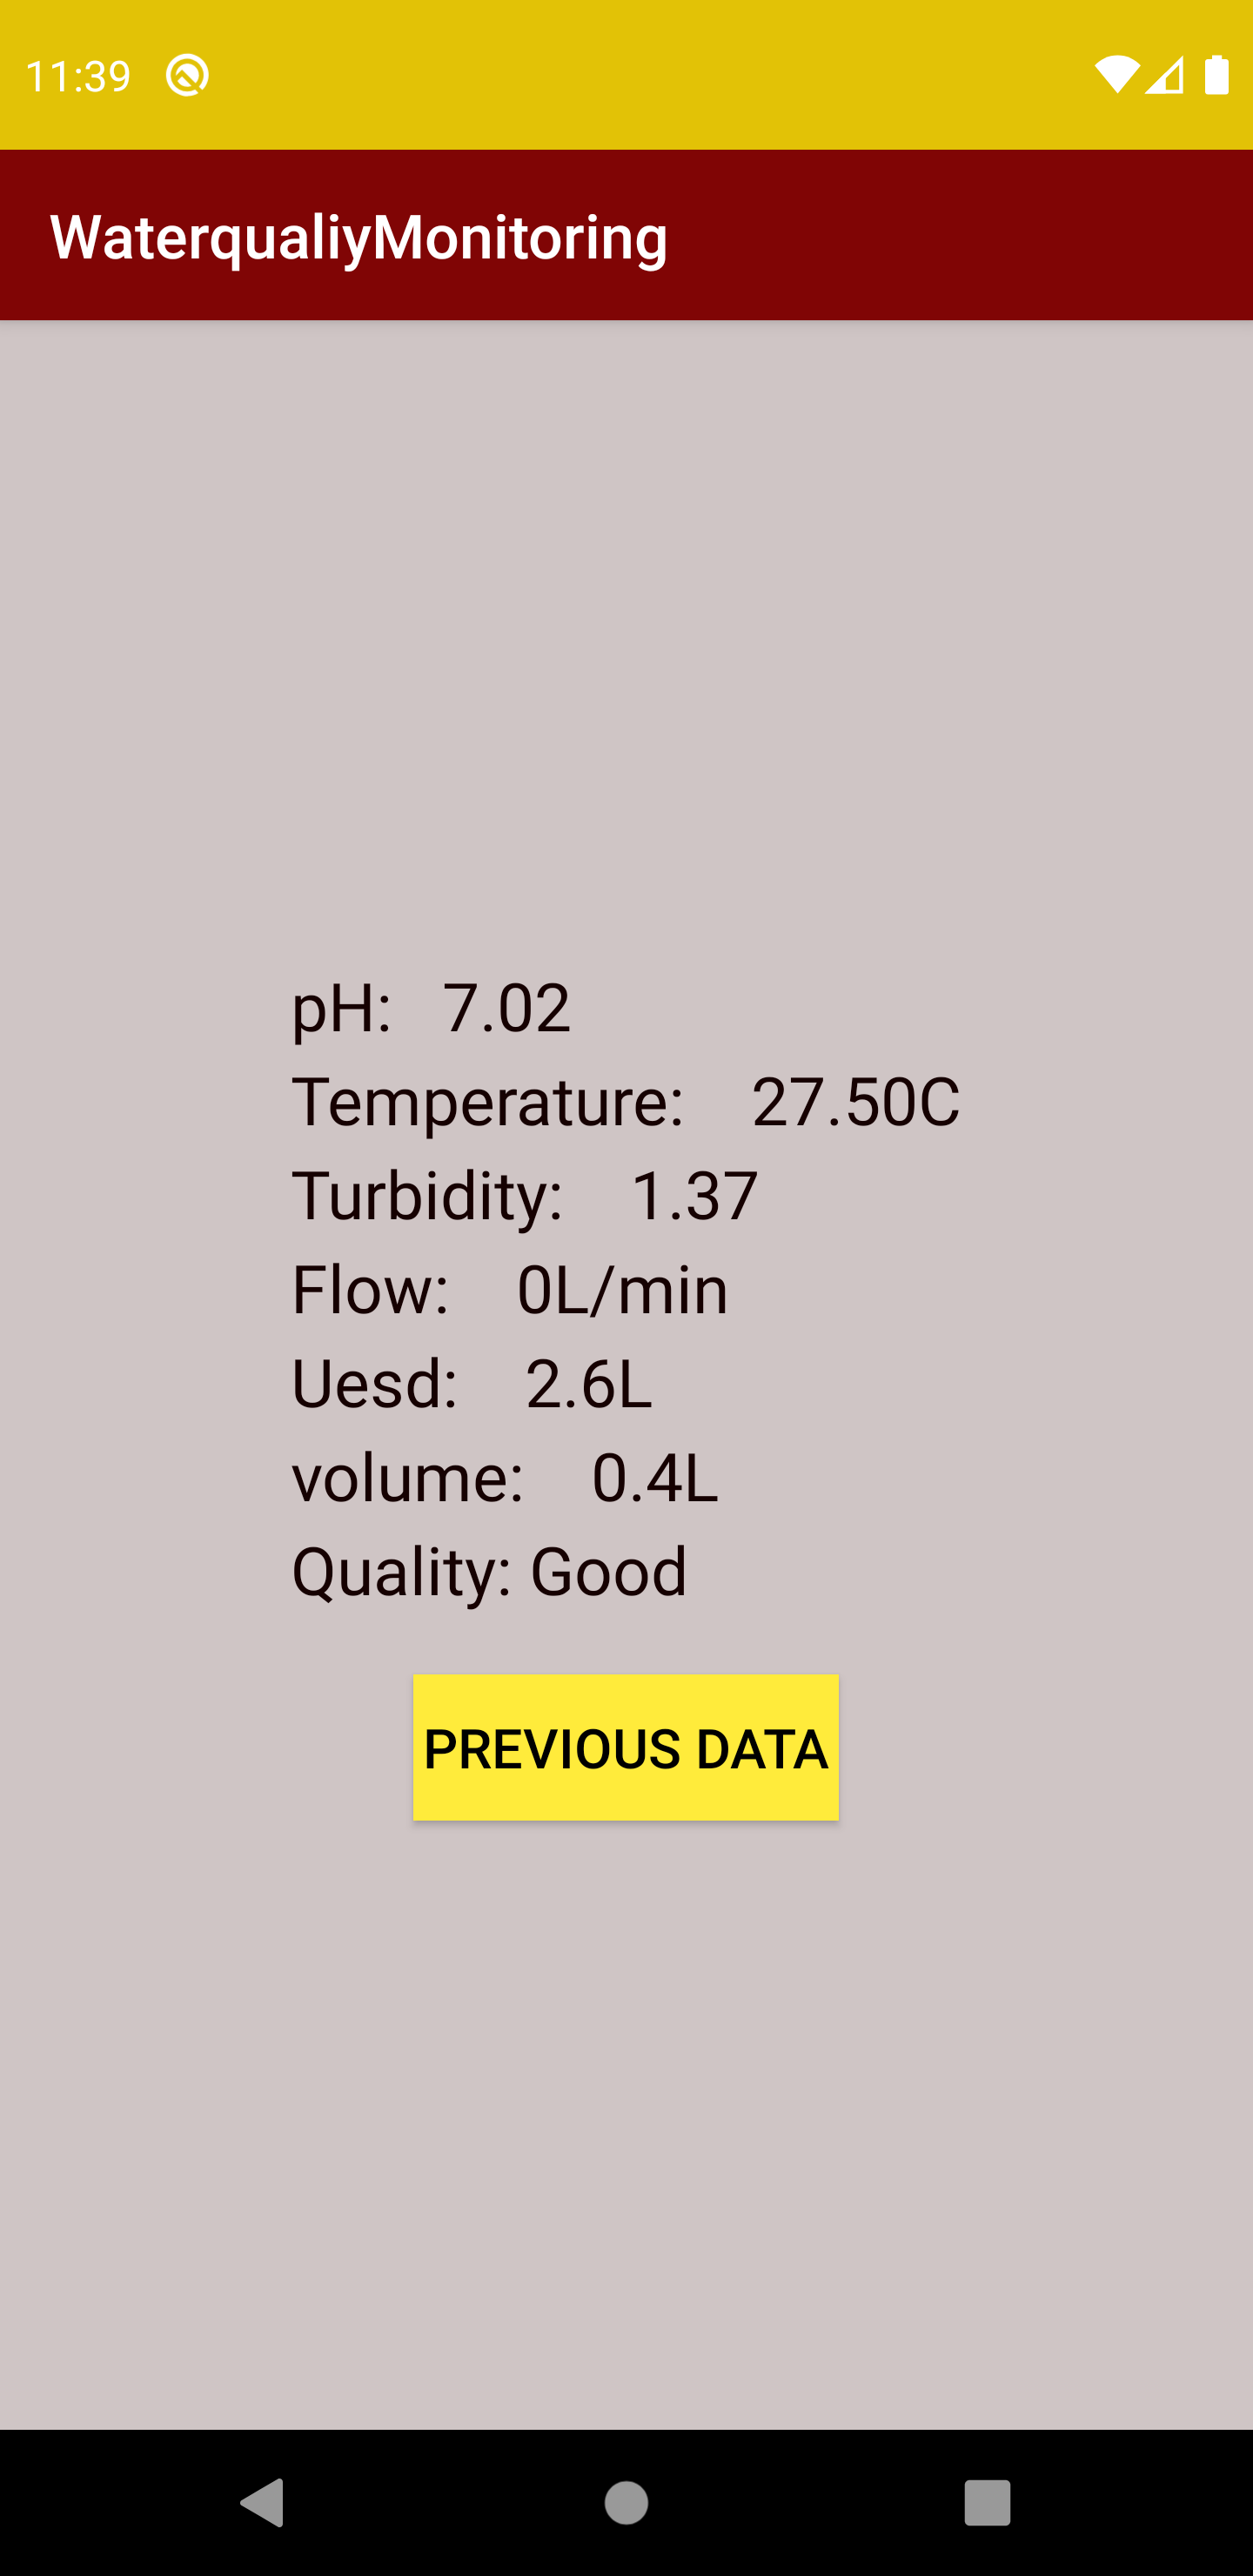 11:39
WaterqualiyMonitoring
pH: 7.02
Temperature: 27.50C
Turbidity: 1.37
Flow: 0L/min
Uesd: 2.6L
volume: 0.4L
Quality: Good
PREVIOUS DATA